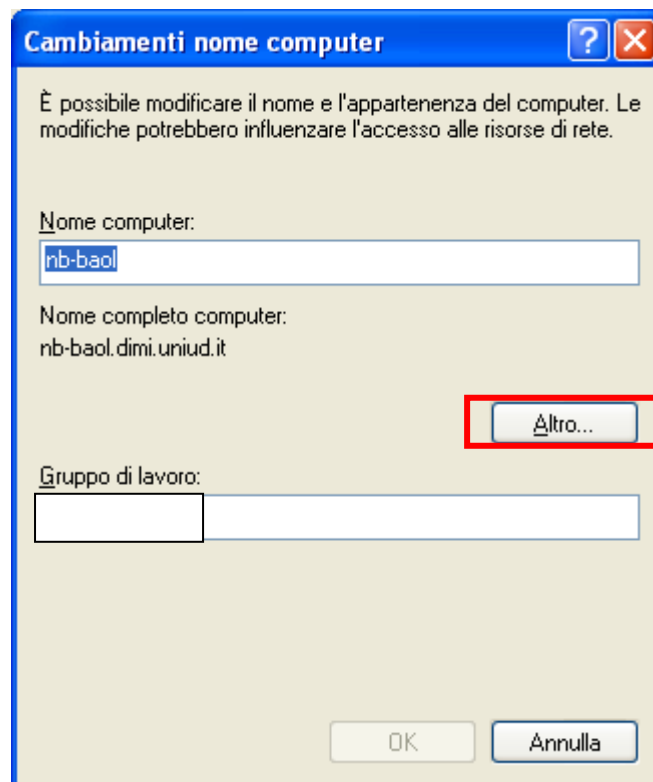 Cambiamenti nome computer
?
È possibile modificare il nome e l'appartenenza del computer. Le
modifiche potrebbero influenzare l'accesso alle risorse di rete.
Nome computer:
nb-baol
Nome completo computer:
nb-baol.dimi.uniud.it
Altro...
Gruppo di lavoro:
OK Annulla